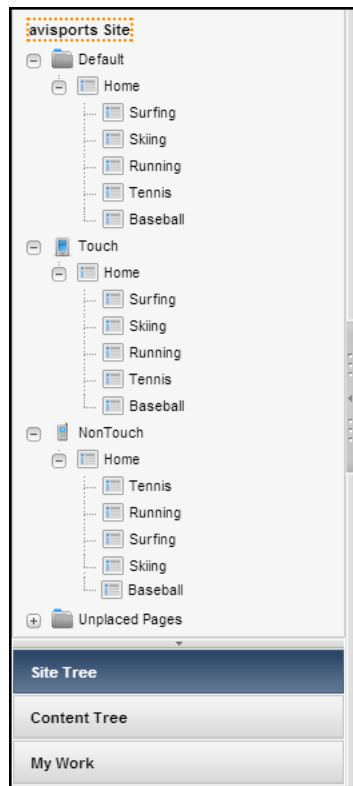 avisports Site
Default
Home
Surfing
Skiing
Running
Tennis
Baseball
Touch
Home
Surfing
Skiing
Running
Tennis
Baseball
NonTouch
Home
Tennis
Running
Surfing
Skiing
Baseball
Unplaced Pages
Site Tree
Content Tree
My Work